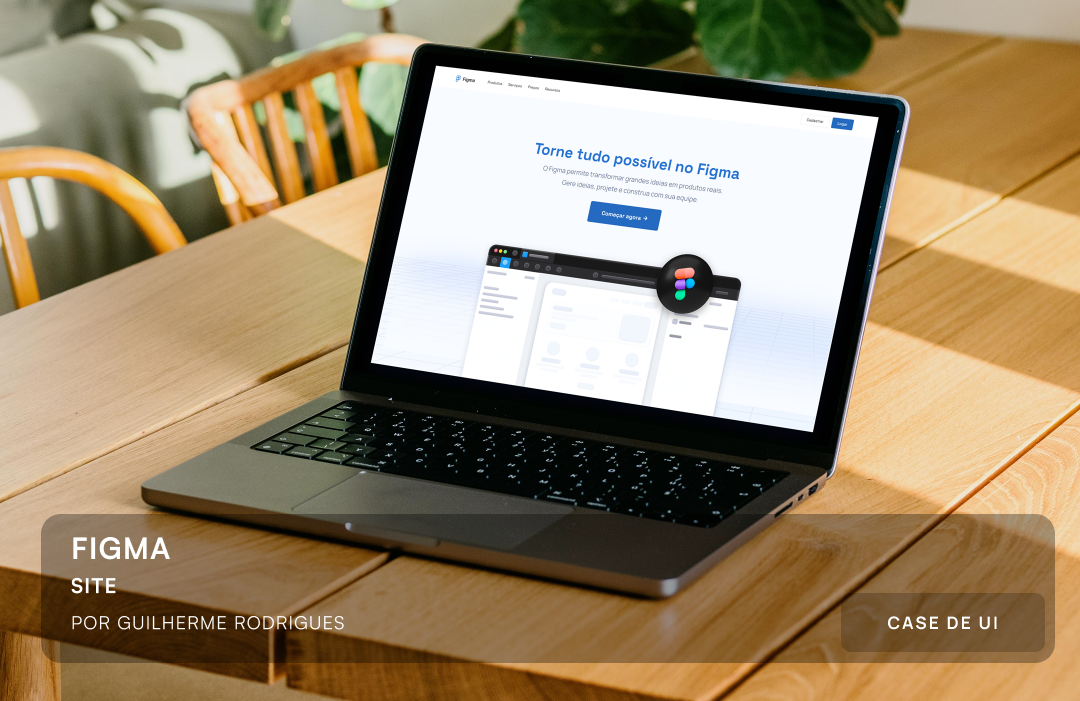 Figma
Produtos Serviços Preços Recursos
Cadastrar Logar
Torne tudo possível no Figma
O Figma permite transformar grandes ideias em produtos reais.
Gere ideias, projete e construa com sua equipe.
Começar agora →
FIGMA
SITE
POR GUILHERME RODRIGUES
CASE DE UI